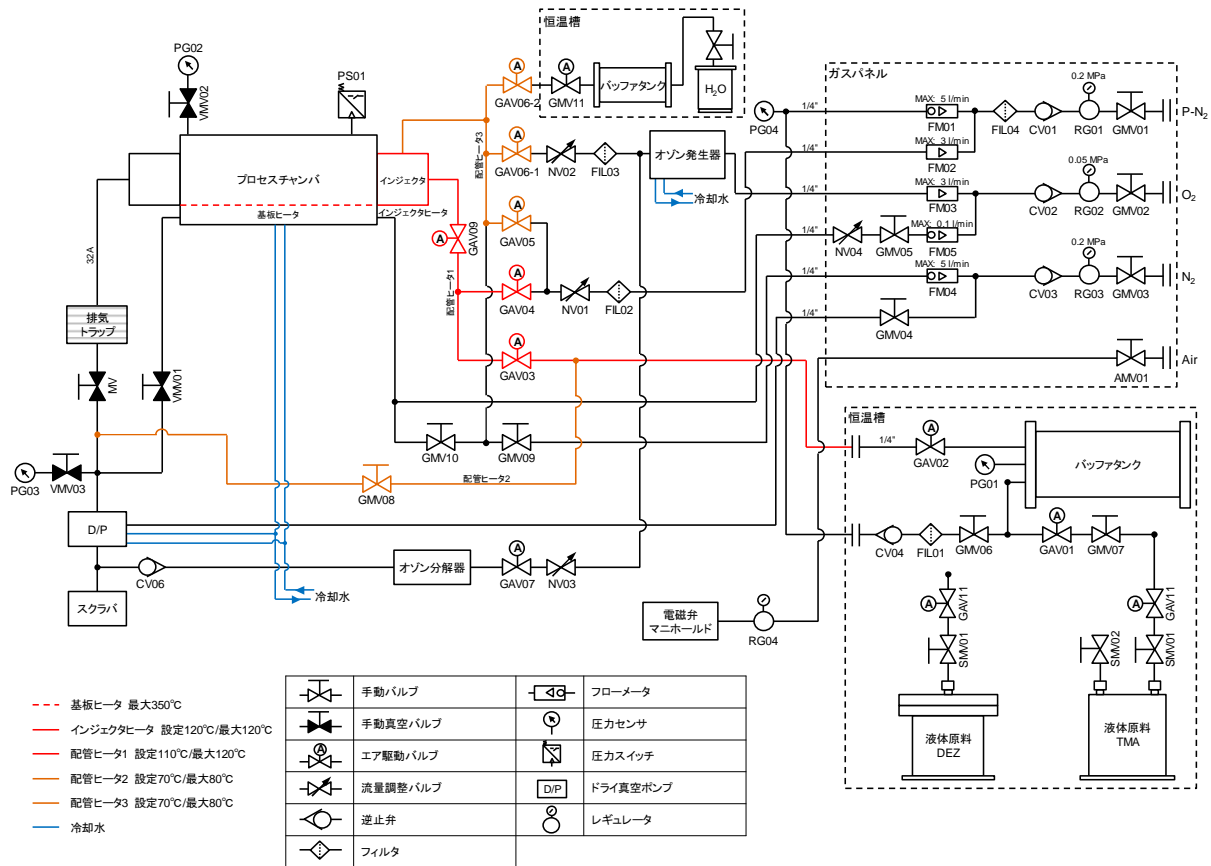 PG02
VMV02
PS01
恒温槽
GAV06-2
GMV11
バッファタンク
H₂O
ガスパネル
0.2 MPa
PG04
1/4"
MAX: 5 l/min
FM01
FIL04
CV01
RG01
GMV01
P-N₂
プロセスチャンバ
インジェクタ
基板ヒータ
インジェクタヒータ
配管ヒータ3
GAV06-1
NV02
FIL03
オゾン発生器
冷却水
1/4"
MAX: 3 l/min
FM02
0.05 MPa
1/4"
MAX: 3 l/min
FM03
CV02
RG02
GMV02
O₂
32A
GAV09
GAV05
1/4"
NV04
GMV05
MAX: 0.1 l/min
FM05
0.2 MPa
1/4"
MAX: 5 l/min
FM04
CV03
RG03
GMV03
N₂
配管ヒータ1
GAV04
NV01
FIL02
排気
トラップ
1/4"
GMV04
GAV03
AMV01
Air
MV
VMV01
恒温槽
GMV10
GMV09
1/4"
GAV02
バッファタンク
PG01
PG03
VMV03
GMV08
配管ヒータ2
D/P
CV04
FIL01
GMV06
GAV01
GMV07
CV06
オゾン分解器
GAV07
NV03
スクラバ
冷却水
電磁弁
マニホールド
RG04
GAV11
SMV01
SMV02
GAV11
SMV01
液体原料
DEZ
液体原料
TMA
基板ヒータ 最大350℃
インジェクタヒータ 設定120℃/最大120℃
配管ヒータ1 設定110℃/最大120℃
配管ヒータ2 設定70℃/最大80℃
配管ヒータ3 設定70℃/最大80℃
冷却水
手動バルブ
フローメータ
手動真空バルブ
圧力センサ
A
エア駆動バルブ
圧力スイッチ
流量調整バルブ
D/P
ドライ真空ポンプ
逆止弁
レギュレータ
フィルタ